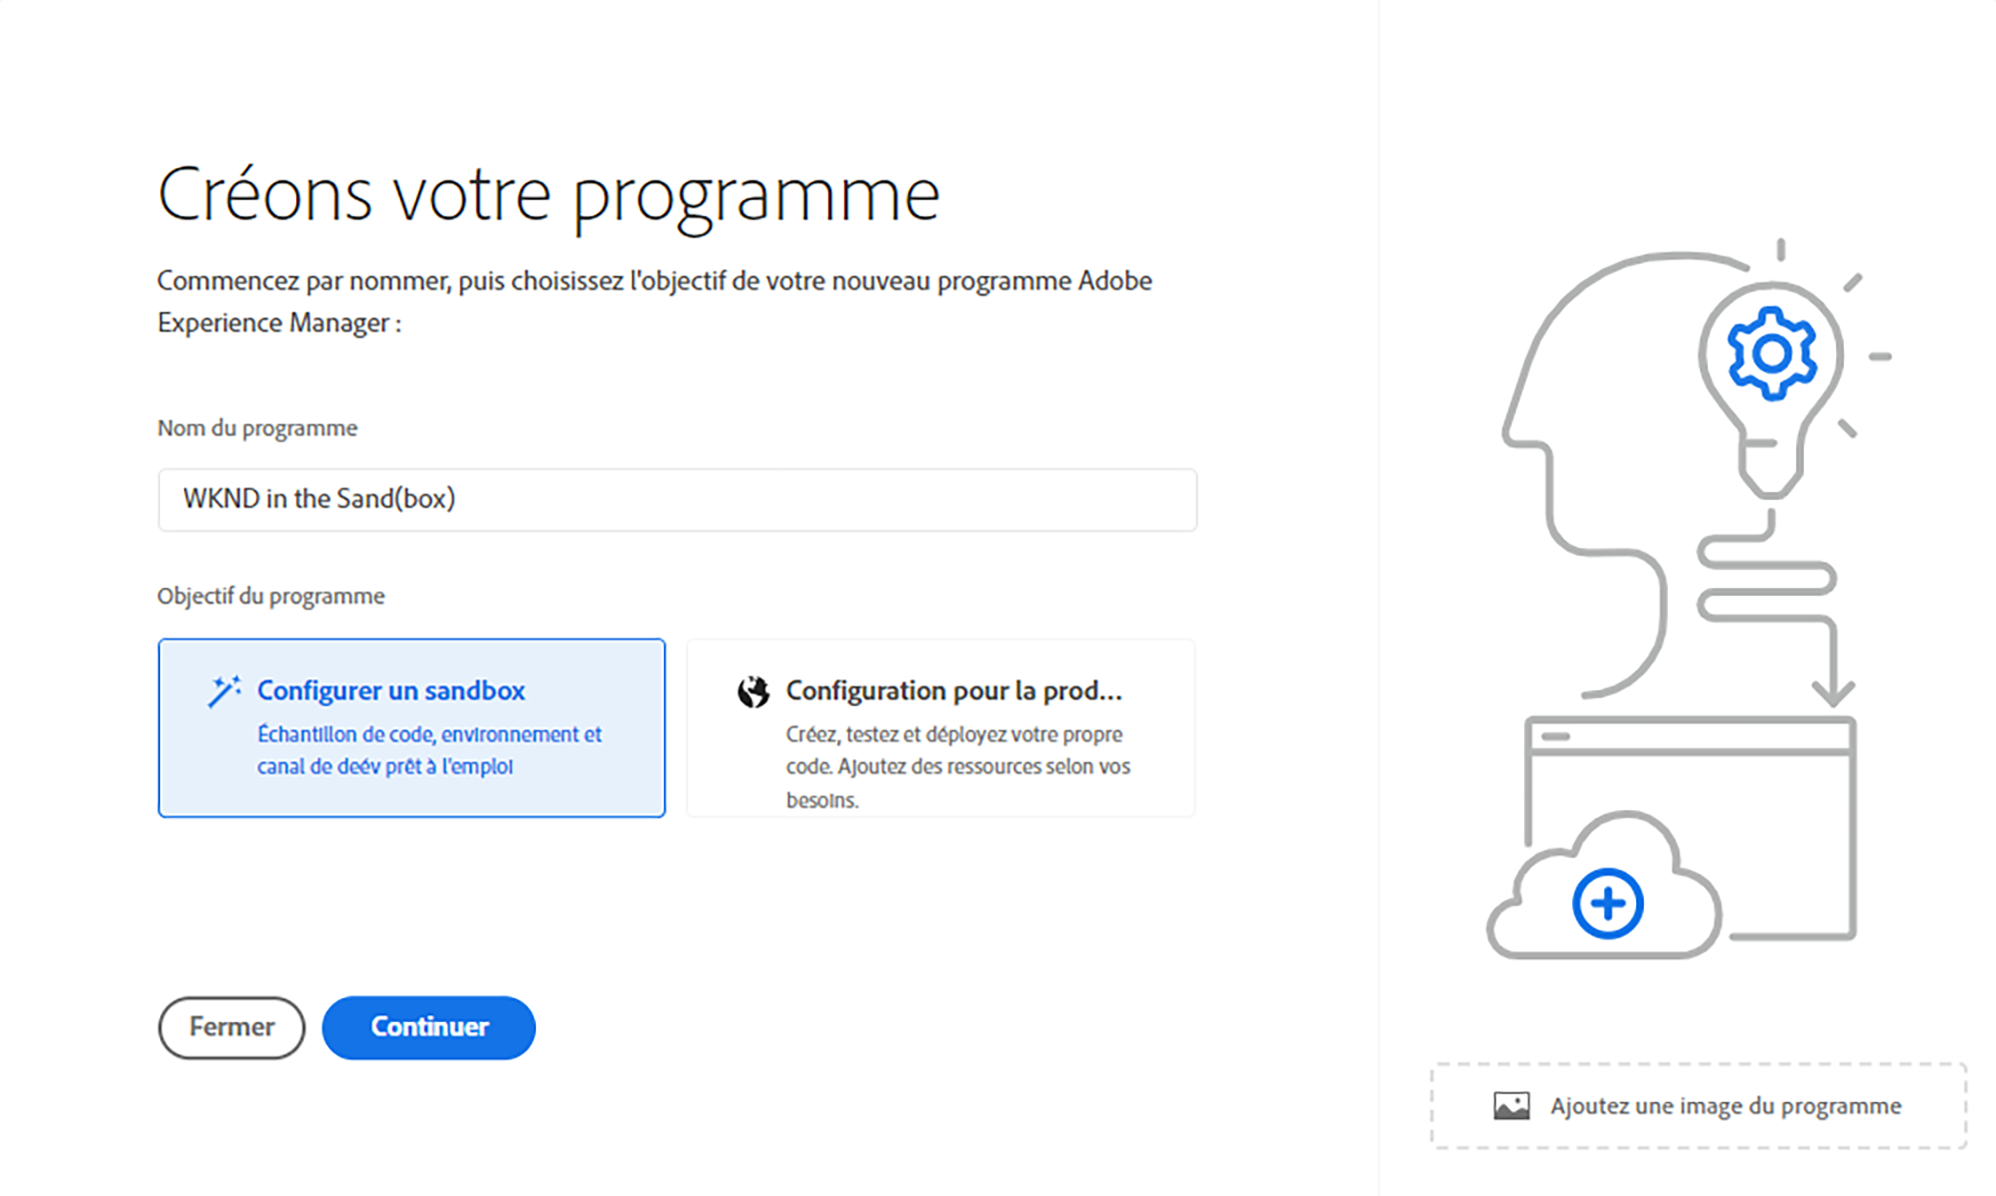 Créons votre programme
Commencez par nommer, puis choisissez l'objectif de votre nouveau programme Adobe
Experience Manager :
Nom du programme
WKND in the Sand(box)
Objectif du programme
Configurer un sandbox
Échantillon de code, environnement et
canal de deév prêt à l'emploi
Configuration pour la prod...
Créez, testez et déployez votre propre
code. Ajoutez des ressources selon vos
besoins.
Fermer
Continuer
Ajoutez une image du programme